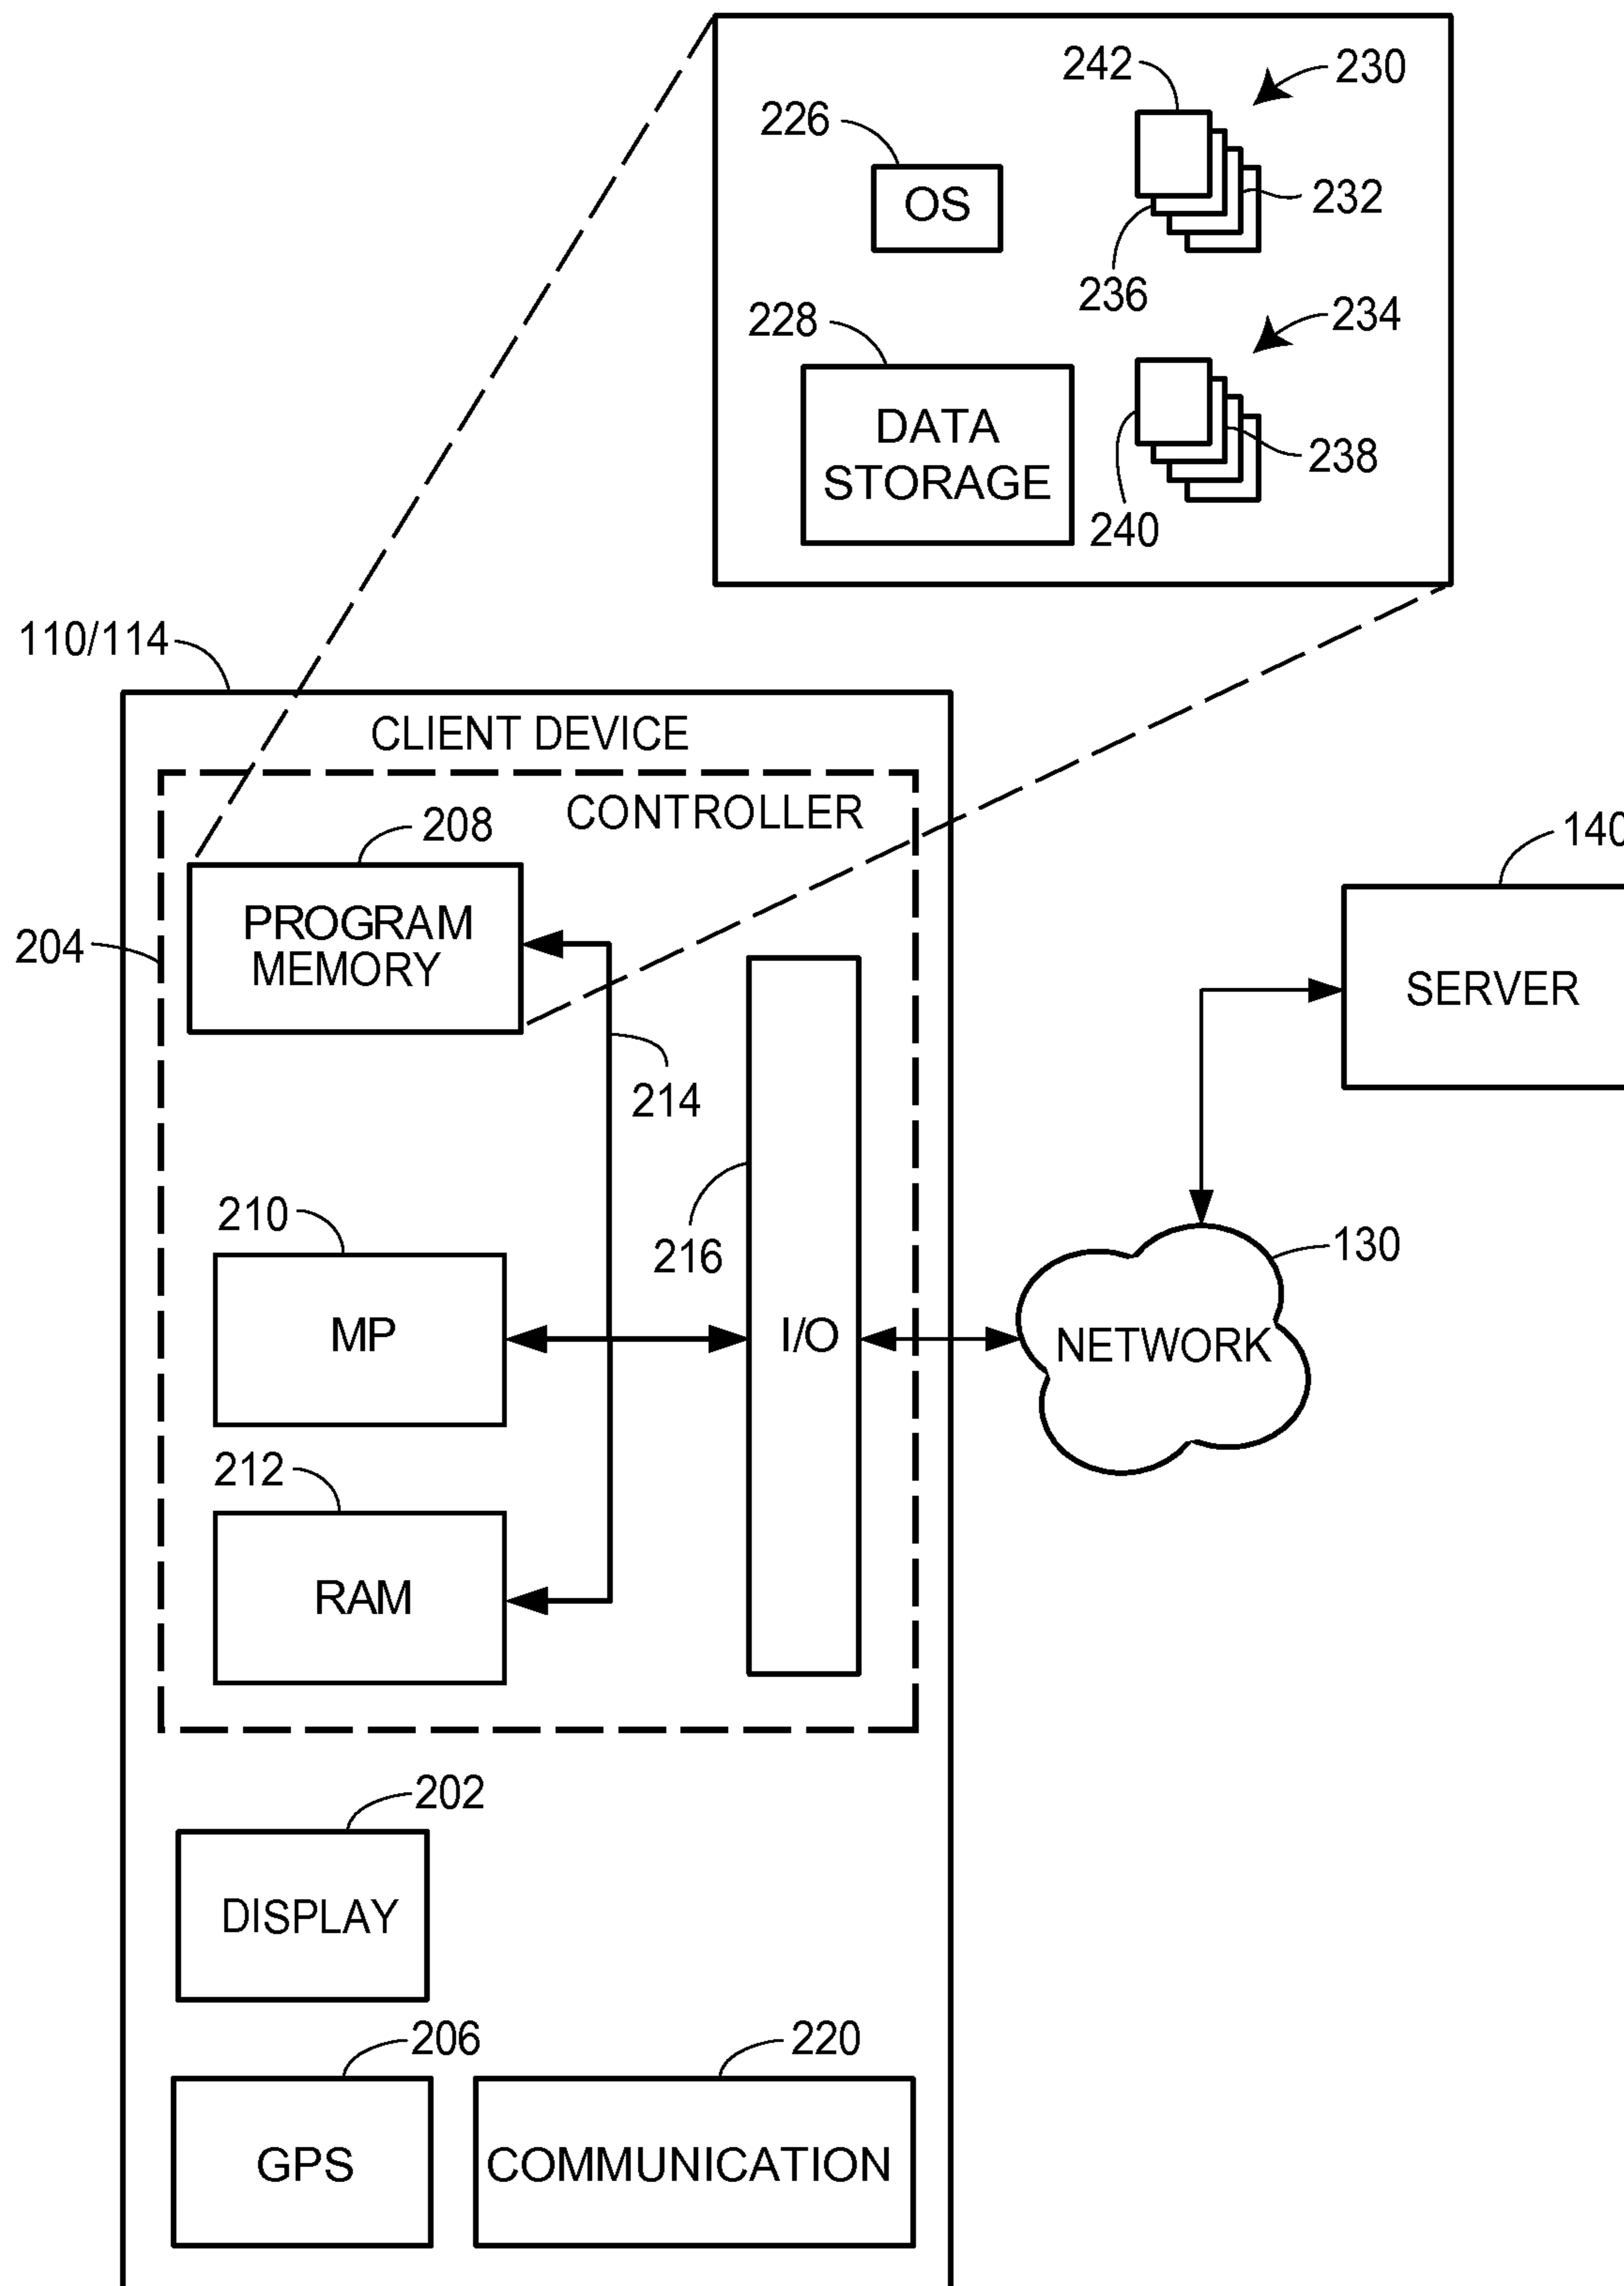 242
230
226
OS
232
236
228
234
DATA
STORAGE
238
240
110/114
CLIENT DEVICE
CONTROLLER
208
140
PROGRAM
MEMORY
204
SERVER
214
210
216
130
MP
I/O
NETWORK
212
RAM
202
DISPLAY
206
220
GPS
COMMUNICATION